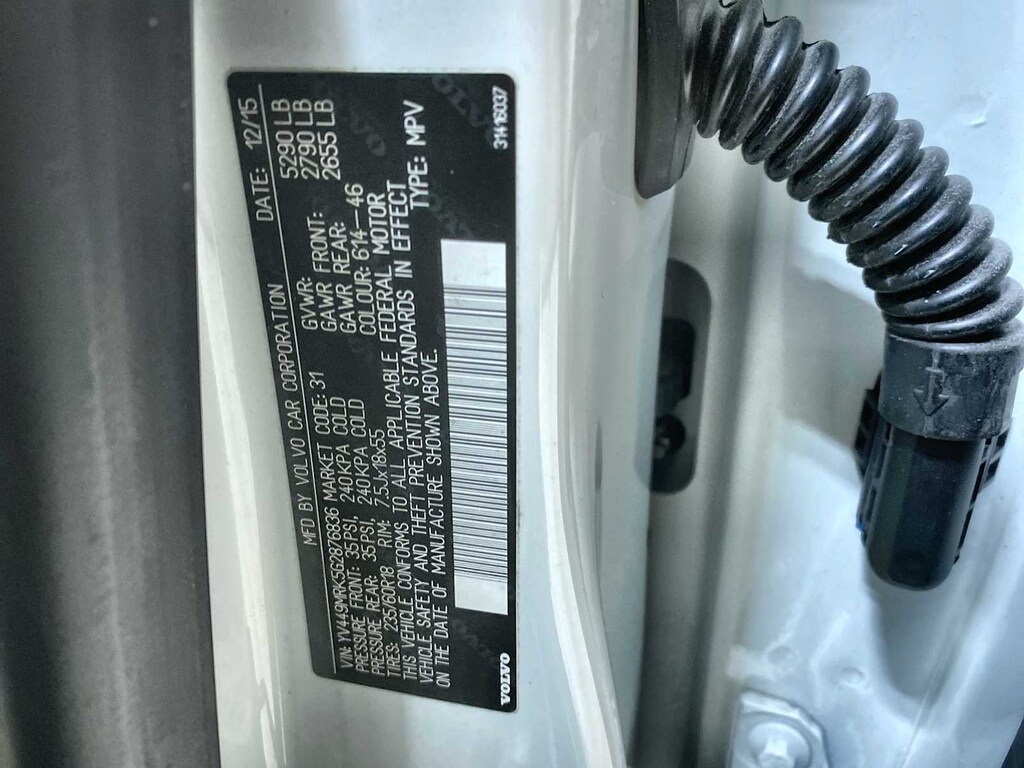 MFD BY VOLVO CAR CORPORATION DATE: 12/15
VIN: YV449MRK5G2876836 MARKET CODE: 31 GVWR: 5290 LB
PRESSURE FRONT: 35PSI, 240KPA COLD GAWR FRONT: 2790 LB
PRESSURE REAR: 35PSI, 240KPA COLD GAWR REAR: 2655 LB
TIRES: 235/60R18 RIM: 7,5Jx18x55 COLOUR: 614-46
THIS VEHICLE CONFORMS TO ALL APPLICABLE FEDERAL MOTOR
VEHICLE SAFETY AND THEFT PREVENTION STANDARDS IN EFFECT
ON THE DATE OF MANUFACTURE SHOWN ABOVE. TYPE: MPV
VOLVO 31416037